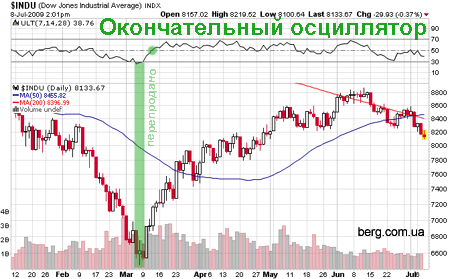 $INDU (Dow Jones Industrial Average) INDX
8-Jul-2009 2:01pm
Open 8157.02 High 8219.52 Low 8100.64 Last 8133.67 Chg -29.93 (-0.37%)
ULT(7,14,28) 38.76
Окончательный осциллятор
90
70
50
30
10
перепродано
$INDU (Daily) 8133.67
MA(50) 8455.82
MA(200) 8396.99
Volume undef
8800
8600
8400
8200
8000
7800
7600
7400
7200
7000
6800
6600
4M
3M
2M
1M
berg.com.ua
12 20 26 Feb 9 17 23 Mar 9 16 23 Apr 6 13 20 27 May 11 18 26 Jun 8 15 22 Jul 6